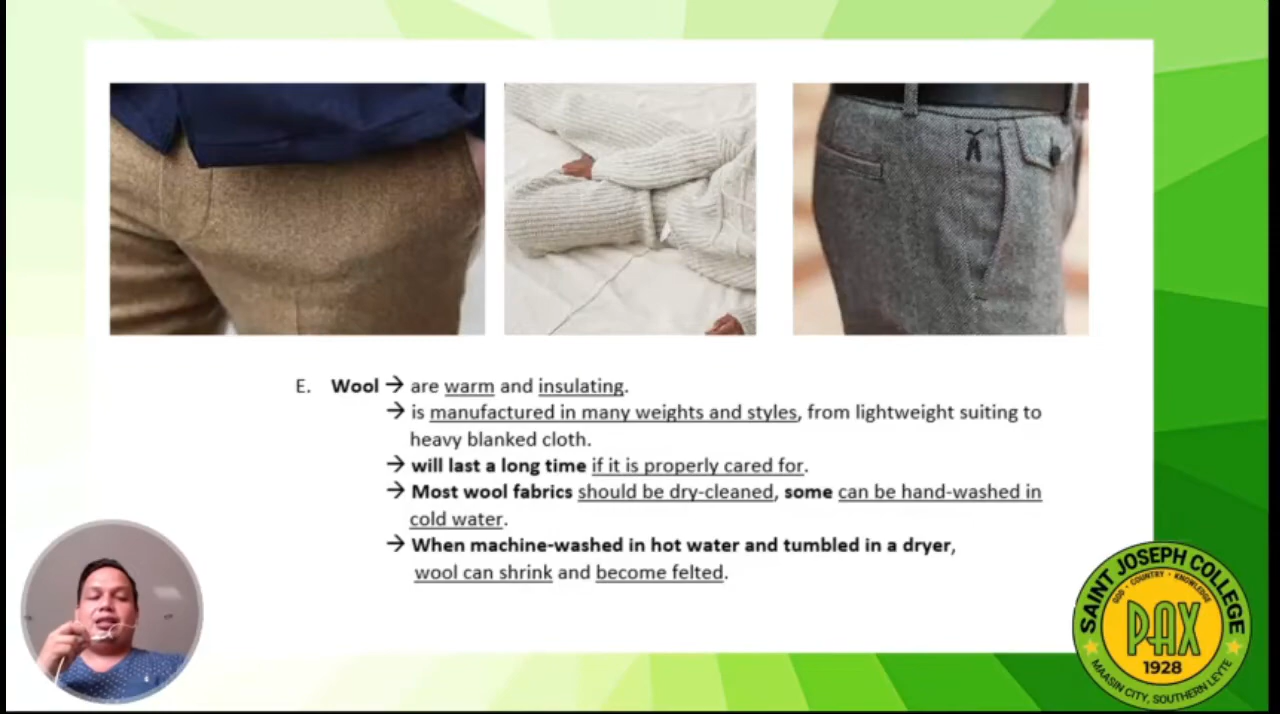 E. Wool → are warm and insulating.
→ is manufactured in many weights and styles, from lightweight suiting to
heavy blanked cloth.
→ will last a long time if it is properly cared for.
→ Most wool fabrics should be dry-cleaned, some can be hand-washed in
cold water.
→ When machine-washed in hot water and tumbled in a dryer,
wool can shrink and become felted.
SAINT JOSEPH COLLEGE
GOD • COUNTRY • KNOWLEDGE
PAX
1928
MAASIN CITY, SOUTHERN LEYTE